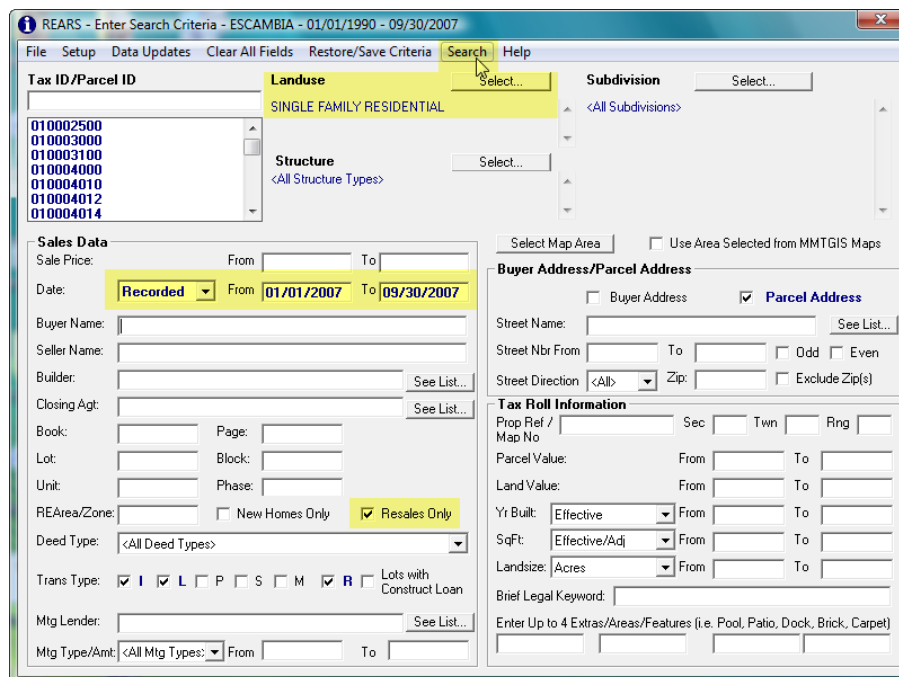 REARS - Enter Search Criteria - ESCAMBIA - 01/01/1990 - 09/30/2007
File Setup Data Updates Clear All Fields Restore/Save Criteria Search Help
Tax ID/Parcel ID
010002500
010003000
010003100
010004000
010004010
010004012
010004014
Landuse Select...
SINGLE FAMILY RESIDENTIAL
Structure Select...
<All Structure Types>
Subdivision Select...
<All Subdivisions>
Sales Data
Sale Price: From To
Date: Recorded From 01/01/2007 To 09/30/2007
Buyer Name:
Seller Name:
Builder: See List...
Closing Agt: See List...
Book: Page:
Lot: Block:
Unit: Phase:
REArea/Zone: New Homes Only Resales Only
Deed Type: <All Deed Types>
Trans Type: I L P S M R Lots with
Construct Loan
Mtg Lender: See List...
Mtg Type/Amt: <All Mtg Types: From To
Select Map Area Use Area Selected from MMTGIS Maps
Buyer Address/Parcel Address
Buyer Address Parcel Address
Street Name: See List...
Street Nbr From To Odd Even
Street Direction <All> Zip: Exclude Zip(s)
Tax Roll Information
Prop Ref / Sec Twn Rng
Map No
Parcel Value: From To
Land Value: From To
Yr Built: Effective From To
SqFt: Effective/Adj From To
Landsize: Acres From To
Brief Legal Keyword:
Enter Up to 4 Extras/Areas/Features (i.e. Pool, Patio, Dock, Brick, Carpet)